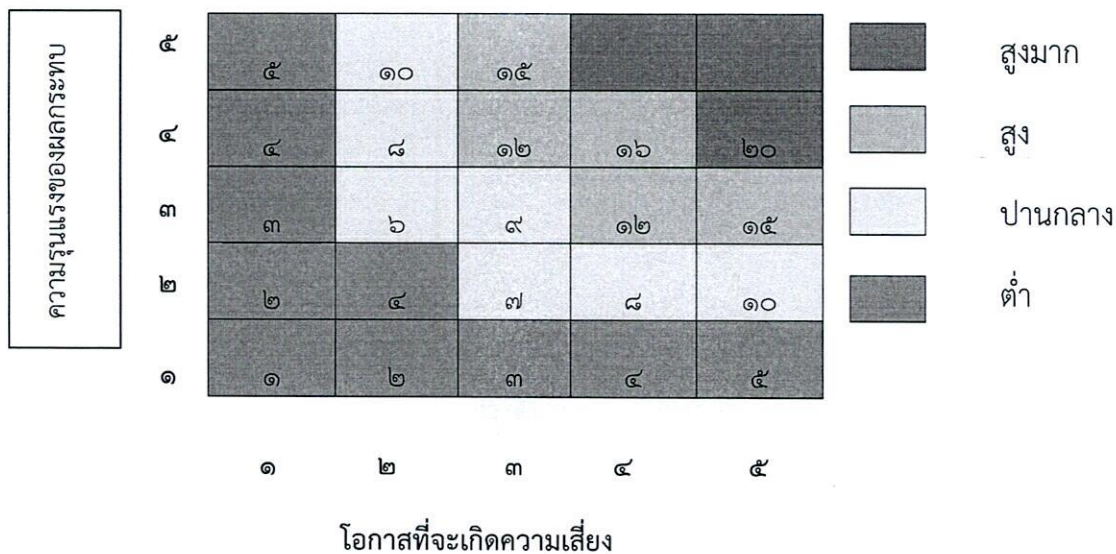 ความรุนแรงของผลกระทบ
๕ ๕ ๑๐ ๑๕ สูงมาก
๔ ๔ ๘ ๑๒ ๑๖ ๒๐ สูง
๓ ๓ ๖ ๙ ๑๒ ๑๕ ปานกลาง
๒ ๒ ๔ ๗ ๘ ๑๐ ต่ำ
๑ ๑ ๒ ๓ ๔ ๕
๑ ๒ ๓ ๔ ๕
โอกาสที่จะเกิดความเสี่ยง